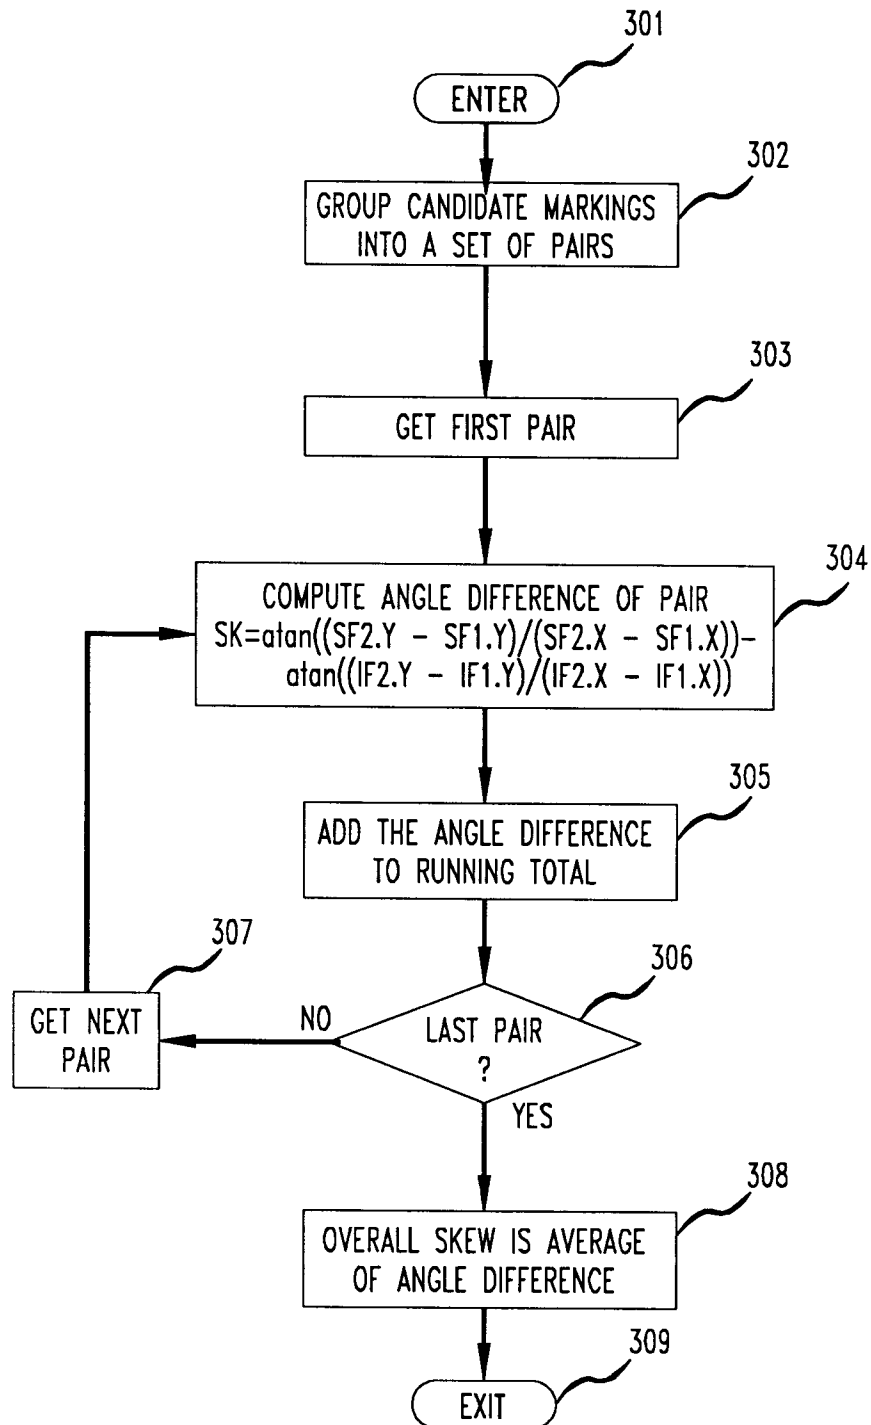 301
ENTER
302
GROUP CANDIDATE MARKINGS
INTO A SET OF PAIRS
303
GET FIRST PAIR
304
COMPUTE ANGLE DIFFERENCE OF PAIR
SK=atan((SF2.Y - SF1.Y)/(SF2.X - SF1.X))-
atan((IF2.Y - IF1.Y)/(IF2.X - IF1.X))
305
ADD THE ANGLE DIFFERENCE
TO RUNNING TOTAL
307
306
GET NEXT
PAIR
NO
LAST PAIR
?
YES
308
OVERALL SKEW IS AVERAGE
OF ANGLE DIFFERENCE
309
EXIT